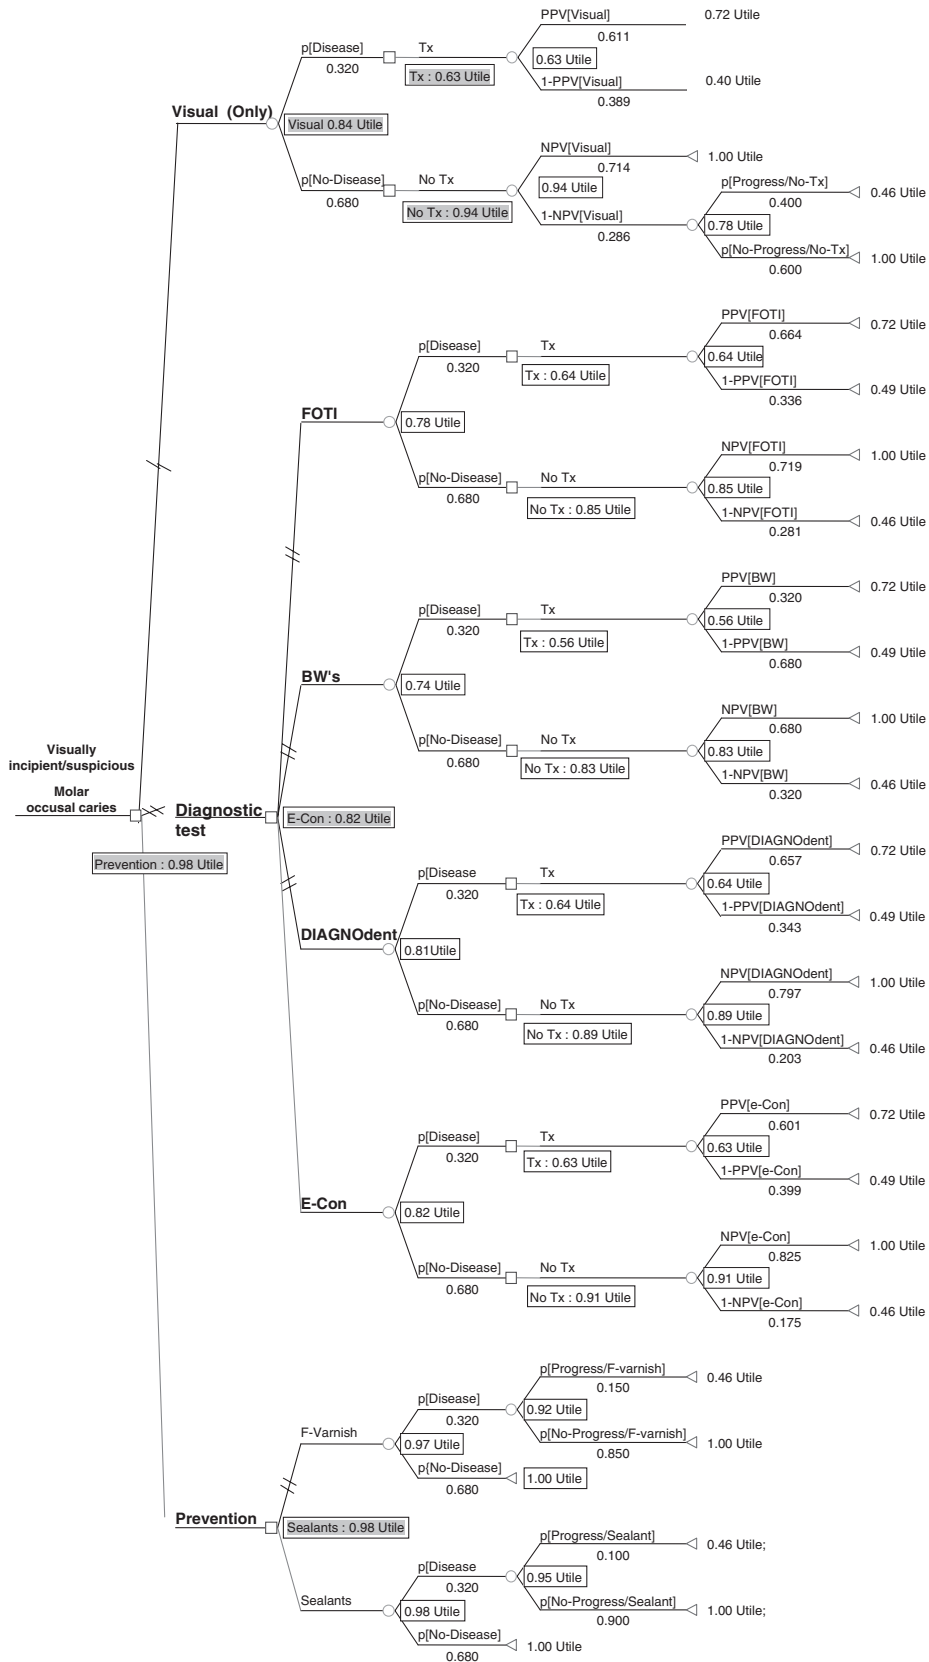 PPV[Visual]
0.611
0.72 Utile
p[Disease]
0.320
Tx
Tx : 0.63 Utile
0.63 Utile
1-PPV[Visual]
0.389
0.40 Utile
Visual (Only)
Visual 0.84 Utile
NPV[Visual]
0.714
1.00 Utile
p[No-Disease]
0.680
No Tx
No Tx : 0.94 Utile
0.94 Utile
1-NPV[Visual]
0.286
p[Progress/No-Tx]
0.400
0.46 Utile
0.78 Utile
p[No-Progress/No-Tx]
0.600
1.00 Utile
PPV[FOTI]
0.664
0.72 Utile
p[Disease]
0.320
Tx
Tx : 0.64 Utile
0.64 Utile
1-PPV[FOTI]
0.336
0.49 Utile
FOTI
0.78 Utile
NPV[FOTI]
0.719
1.00 Utile
p[No-Disease]
0.680
No Tx
No Tx : 0.85 Utile
0.85 Utile
1-NPV[FOTI]
0.281
0.46 Utile
PPV[BW]
0.320
0.72 Utile
p[Disease]
0.320
Tx
Tx : 0.56 Utile
0.56 Utile
1-PPV[BW]
0.680
0.49 Utile
BW's
0.74 Utile
NPV[BW]
0.680
1.00 Utile
p[No-Disease]
0.680
No Tx
No Tx : 0.83 Utile
0.83 Utile
1-NPV[BW]
0.320
0.46 Utile
Visually
incipient/suspicious
Molar
occusal caries
Prevention : 0.98 Utile
Diagnostic
test
E-Con : 0.82 Utile
PPV[DIAGNOdent]
0.657
0.72 Utile
p[Disease
0.320
Tx
Tx : 0.64 Utile
0.64 Utile
1-PPV[DIAGNOdent]
0.343
0.49 Utile
DIAGNOdent
0.81Utile
NPV[DIAGNOdent]
0.797
1.00 Utile
p[No-Disease]
0.680
No Tx
No Tx : 0.89 Utile
0.89 Utile
1-NPV[DIAGNOdent]
0.203
0.46 Utile
PPV[e-Con]
0.601
0.72 Utile
p[Disease]
0.320
Tx
Tx : 0.63 Utile
0.63 Utile
1-PPV[e-Con]
0.399
0.49 Utile
E-Con
0.82 Utile
NPV[e-Con]
0.825
1.00 Utile
p[No-Disease]
0.680
No Tx
No Tx : 0.91 Utile
0.91 Utile
1-NPV[e-Con]
0.175
0.46 Utile
p[Progress/F-varnish]
0.150
0.46 Utile
p[Disease]
0.320
0.92 Utile
F-Varnish
0.97 Utile
p[No-Progress/F-varnish]
0.850
1.00 Utile
p{No-Disease]
0.680
1.00 Utile
Prevention
Sealants : 0.98 Utile
p[Progress/Sealant]
0.100
0.46 Utile;
p[Disease
0.320
0.95 Utile
Sealants
0.98 Utile
p[No-Progress/Sealant]
0.900
1.00 Utile;
p[No-Disease]
0.680
1.00 Utile